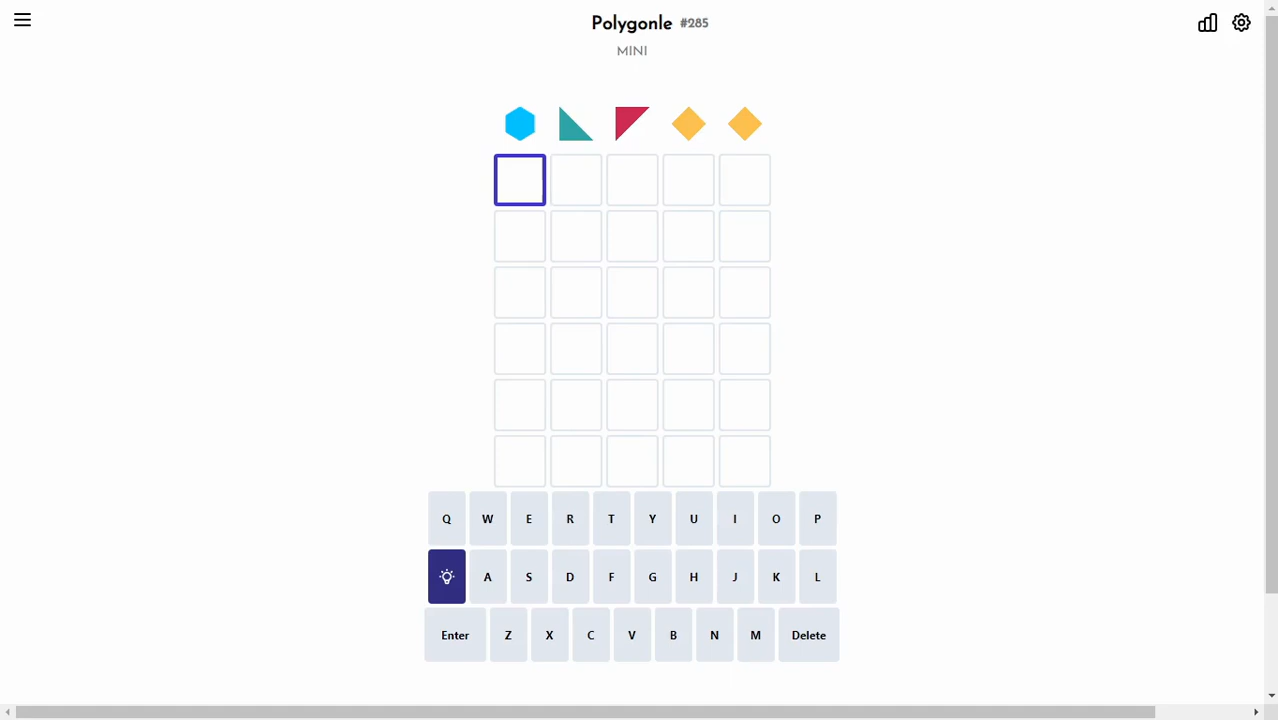 Polygonle #285
MINI
Q W E R T Y U I O P
A S D F G H J K L
Enter Z X C V B N M Delete